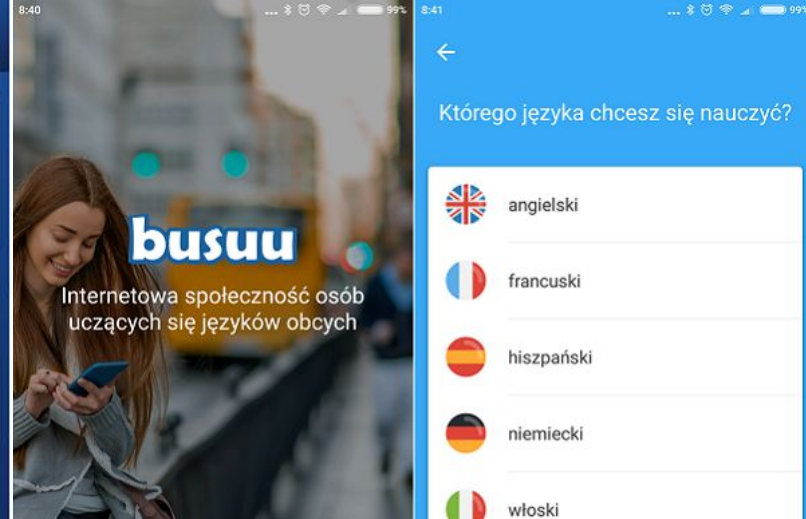 8:40
... 99%
busuu
Internetowa społeczność osób
uczących się języków obcych
8:41
... 99%
Którego języka chcesz się nauczyć?
angielski
francuski
hiszpański
niemiecki
włoski